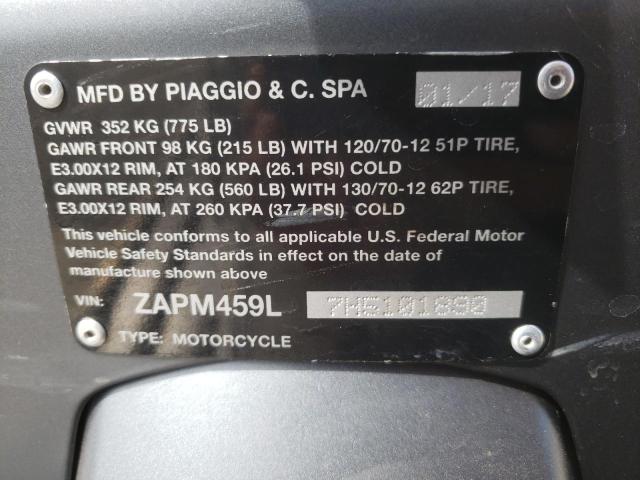 MFD BY PIAGGIO & C. SPA 01/17
GVWR 352 KG (775 LB)
GAWR FRONT 98 KG (215 LB) WITH 120/70-12 51P TIRE,
E3.00X12 RIM, AT 180 KPA (26.1 PSI) COLD
GAWR REAR 254 KG (560 LB) WITH 130/70-12 62P TIRE,
E3.00X12 RIM, AT 260 KPA (37.7 PSI) COLD
This vehicle conforms to all applicable U.S. Federal Motor
Vehicle Safety Standards in effect on the date of
manufacture shown above
VIN: ZAPM459L 7H5101890
TYPE: MOTORCYCLE